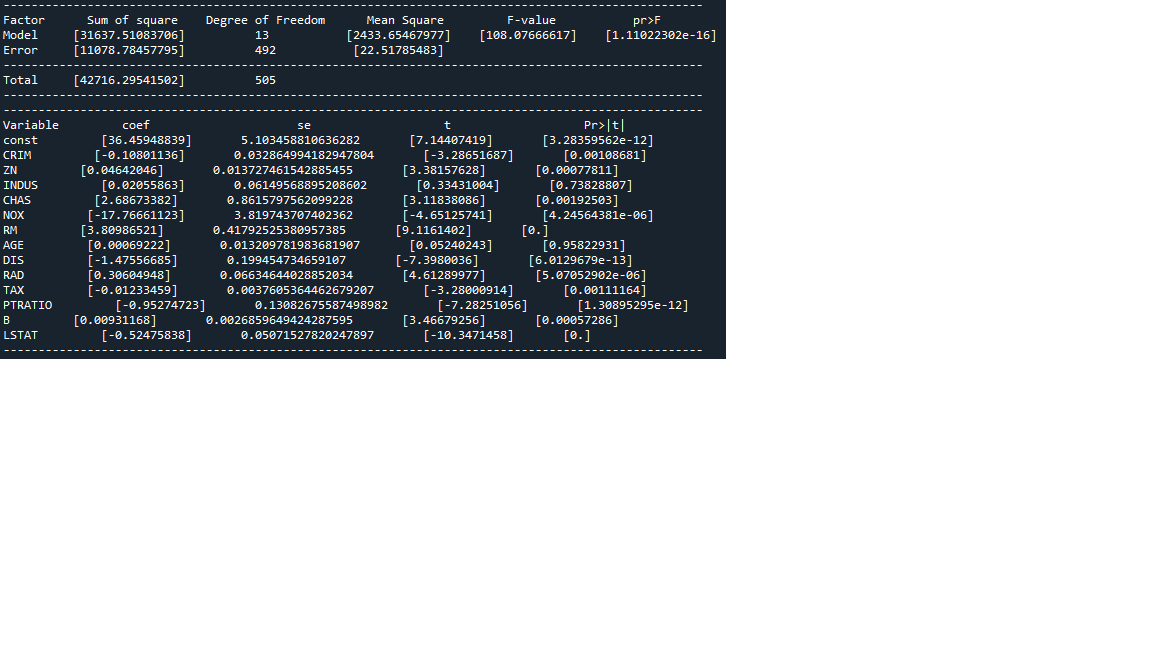 ----------------------------------------------------------------------------------------------------
Factor      Sum of square    Degree of Freedom      Mean Square         F-value           pr>F
Model     [31637.51083706]          13           [2433.65467977]    [108.07666617]    [1.11022302e-16]
Error     [11078.78457795]          492           [22.51785483]
----------------------------------------------------------------------------------------------------
Total     [42716.29541502]          505
----------------------------------------------------------------------------------------------------
----------------------------------------------------------------------------------------------------
Variable         coef                     se                   t                   Pr>|t|
const         [36.45948839]       5.103458810636282       [7.14407419]       [3.28359562e-12]
CRIM         [-0.10801136]        0.032864994182947804       [-3.28651687]       [0.00108681]
ZN         [0.04642046]       0.013727461542885455       [3.38157628]       [0.00077811]
INDUS         [0.02055863]       0.06149568895208602       [0.33431004]       [0.73828807]
CHAS         [2.68673382]       0.8615797562099228       [3.11838086]       [0.00192503]
NOX         [-17.76661123]       3.819743707402362       [-4.65125741]       [4.24564381e-06]
RM         [3.80986521]       0.41792525380957385       [9.1161402]       [0.]
AGE         [0.00069222]       0.013209781983681907       [0.05240243]       [0.95822931]
DIS         [-1.47556685]       0.199454734659107       [-7.3980036]       [6.0129679e-13]
RAD         [0.30604948]       0.06634644028852034       [4.61289977]       [5.07052902e-06]
TAX         [-0.01233459]       0.0037605364462679207       [-3.28000914]       [0.00111164]
PTRATIO         [-0.95274723]       0.13082675587498982       [-7.28251056]       [1.30895295e-12]
B         [0.00931168]       0.0026859649424287595       [3.46679256]       [0.00057286]
LSTAT         [-0.52475838]       0.05071527820247897       [-10.3471458]       [0.]
----------------------------------------------------------------------------------------------------